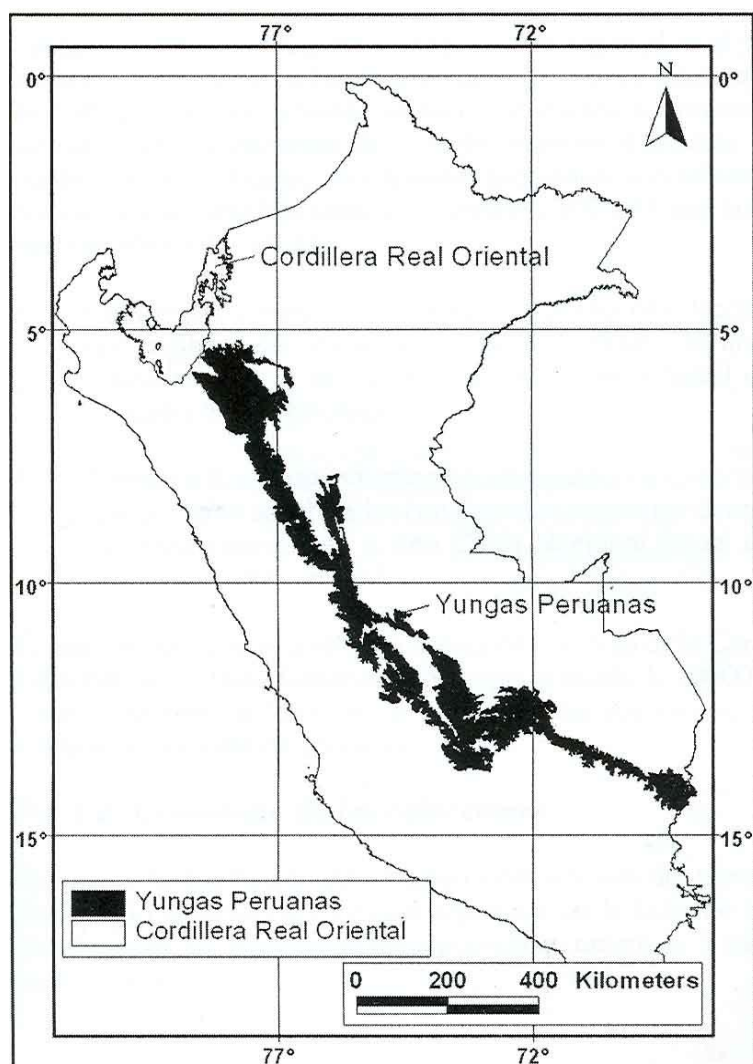 77° 72°
N
0° 0°
Cordillera Real Oriental
5° 5°
10° 10°
Yungas Peruanas
15° 15°
Yungas Peruanas
Cordillera Real Oriental
0 200 400 Kilometers
77° 72°